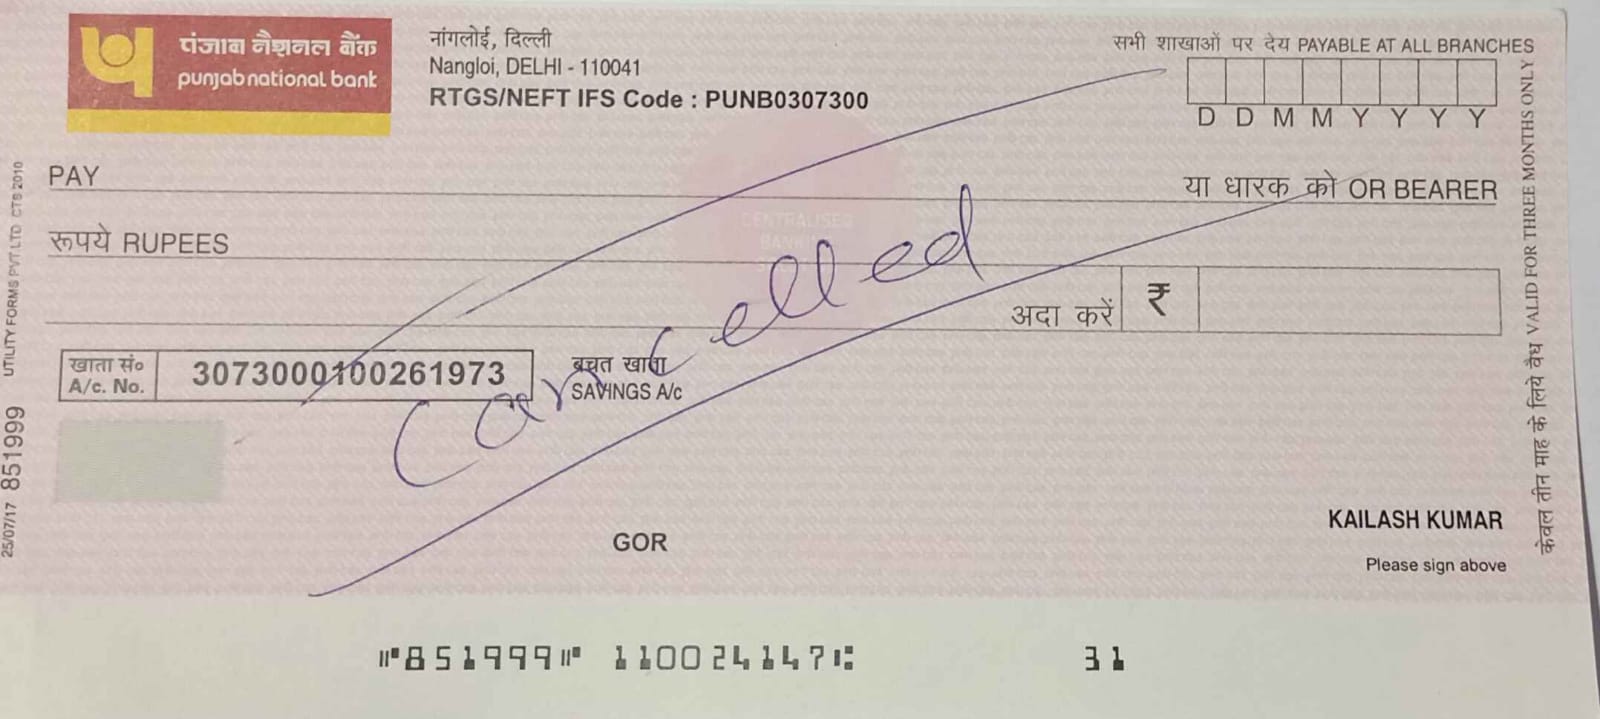 पंजाब नैशनल बैंक
punjab national bank
नांगलोई, दिल्ली
Nangloi, DELHI - 110041
RTGS/NEFT IFS Code : PUNB0307300
सभी शाखाओं पर देय PAYABLE AT ALL BRANCHES
D D M M Y Y Y Y
PAY
या धारक को OR BEARER
रूपये RUPEES
CENTRALISED
अदा करें ₹
खाता सं० A/c. No. 3073000100261973
बचत खाता
SAVINGS A/c
Cancelled
GOR
KAILASH KUMAR
Please sign above
"851999" 110024147: 31
25/07/17 851999 UTILITY FORMS PVT.LTD CTS 2010
केवल तीन माह के लिये वैध VALID FOR THREE MONTHS ONLY